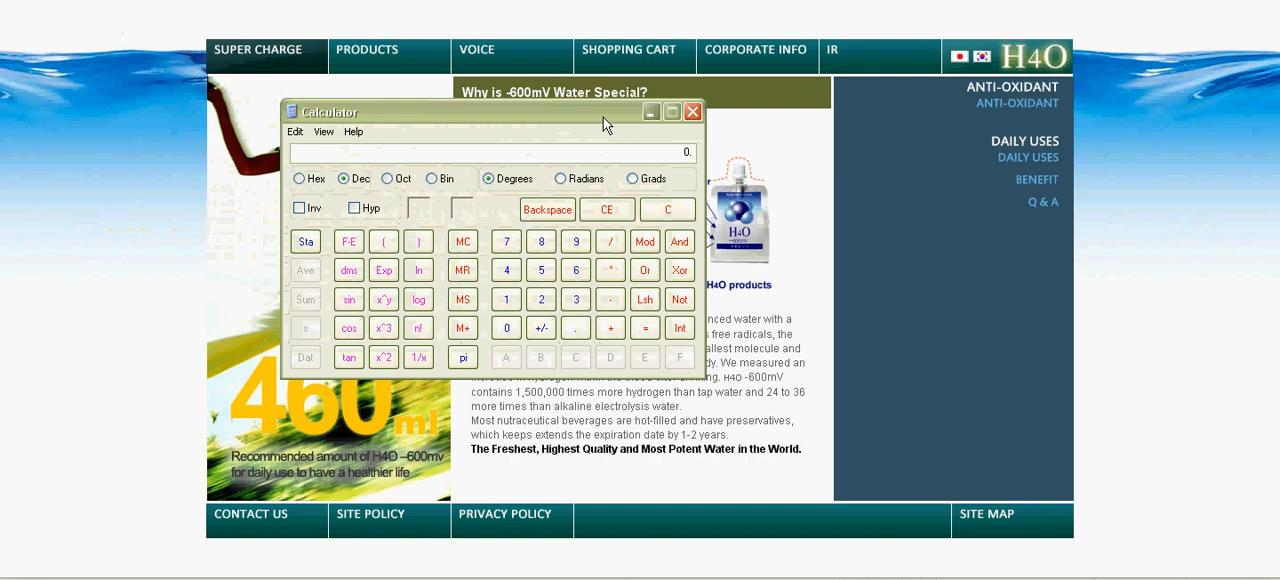 SUPER CHARGE
PRODUCTS
VOICE
SHOPPING CART
CORPORATE INFO
IR
H4O
Why is -600mV Water Special?
ANTI-OXIDANT
ANTI-OXIDANT
DAILY USES
DAILY USES
BENEFIT
Q & A
Calculator
Edit View Help
0.
Hex Dec Oct Bin Degrees Radians Grads
Inv Hyp Backspace CE C
Sta F-E ( ) MC 7 8 9 / Mod And
Ave dms Exp ln MR 4 5 6 * Or Xor
Sum sin x^y log MS 1 2 3 - Lsh Not
s cos x^3 n! M+ 0 +/- . + = Int
Dat tan x^2 1/x pi A B C D E F
H4O
-600mV
H4O products
with a
free radicals, the
molecule and
We measured an
H4O -600mV
contains 1,500,000 times more hydrogen than tap water and 24 to 36
more times than alkaline electrolysis water.
Most nutraceutical beverages are hot-filled and have preservatives,
which keeps extends the expiration date by 1-2 years.
The Freshest, Highest Quality and Most Potent Water in the World.
460ml
Recommended amount of H4O -600mv
for daily use to have a healthier life
CONTACT US
SITE POLICY
PRIVACY POLICY
SITE MAP